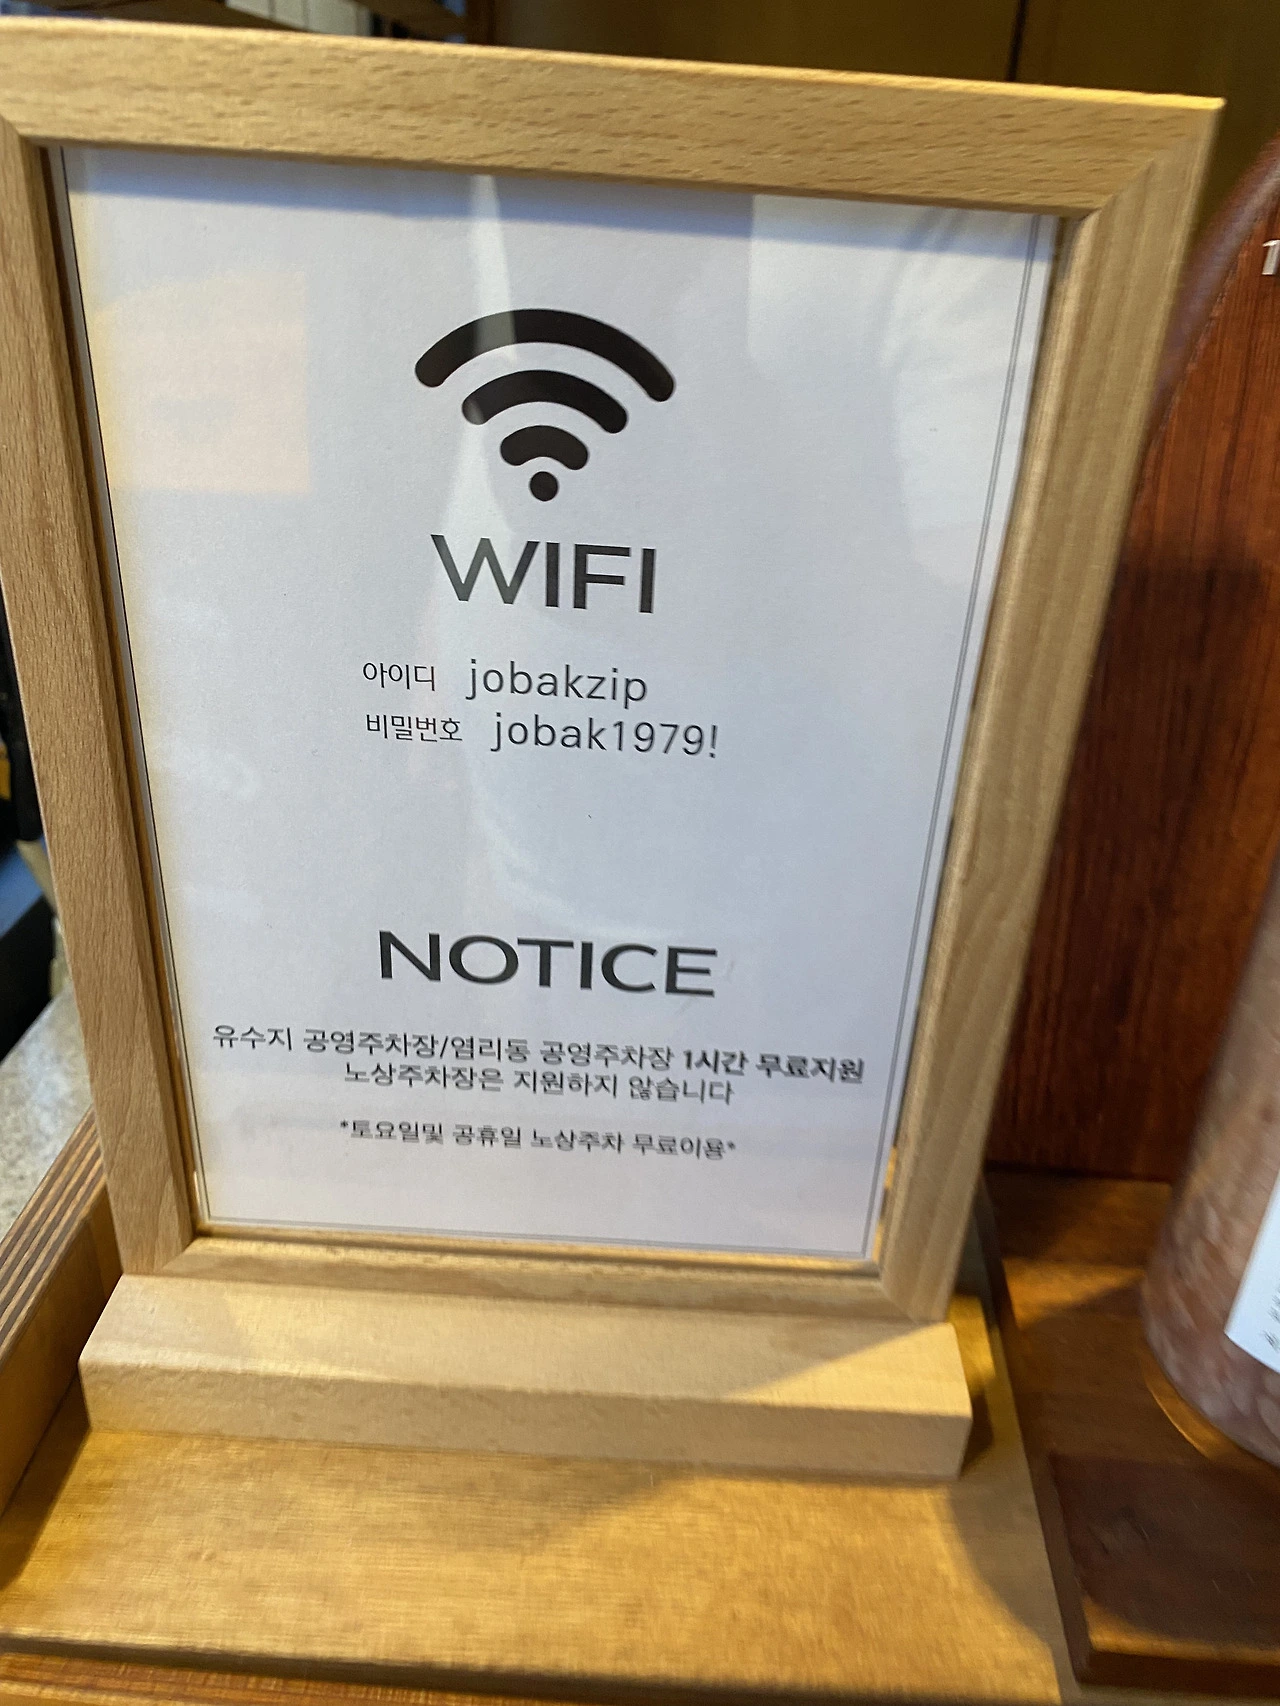 WIFI
아이디 jobakzip
비밀번호 jobak1979!
NOTICE
유수지 공영주차장/염리동 공영주차장 1시간 무료지원
노상주차장은 지원하지 않습니다
*토요일및 공휴일 노상주차 무료이용*